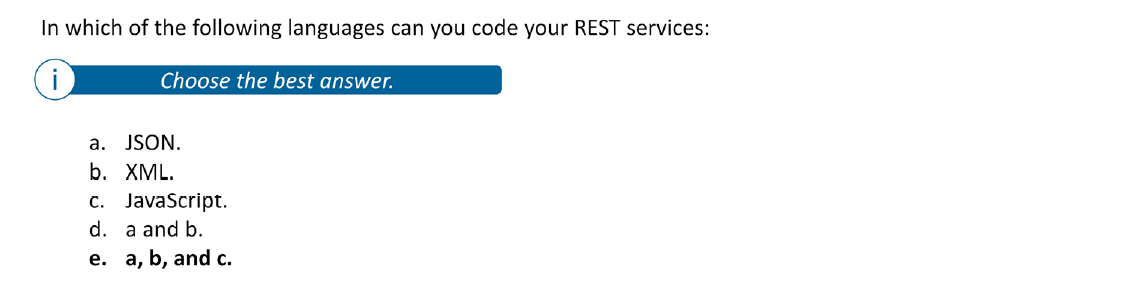 In which of the following languages can you code your REST services:
i Choose the best answer.
a. JSON.
b. XML.
c. JavaScript.
d. a and b.
e. a, b, and c.